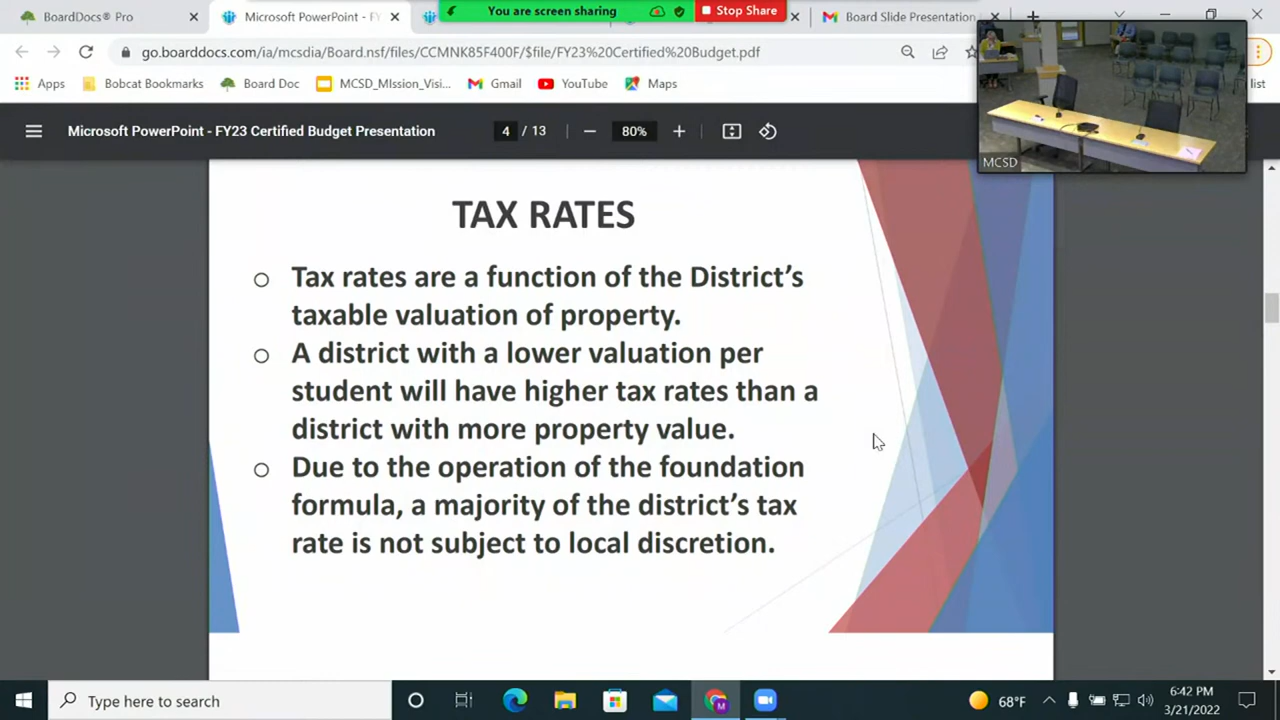 BoardDocs® Pro
Microsoft PowerPoint - FY
You are screen sharing
Stop Share
Board Slide Presentation
go.boarddocs.com/ia/mcsdia/Board.nsf/files/CCMNK85F400F/$file/FY23%20Certified%20Budget.pdf
Apps
Bobcat Bookmarks
Board Doc
MCSD_MIssion_Visi...
Gmail
YouTube
Maps
list
Microsoft PowerPoint - FY23 Certified Budget Presentation
4 / 13
80%
MCSD
TAX RATES
Tax rates are a function of the District's
taxable valuation of property.
A district with a lower valuation per
student will have higher tax rates than a
district with more property value.
Due to the operation of the foundation
formula, a majority of the district's tax
rate is not subject to local discretion.
Type here to search
68°F
6:42 PM
3/21/2022